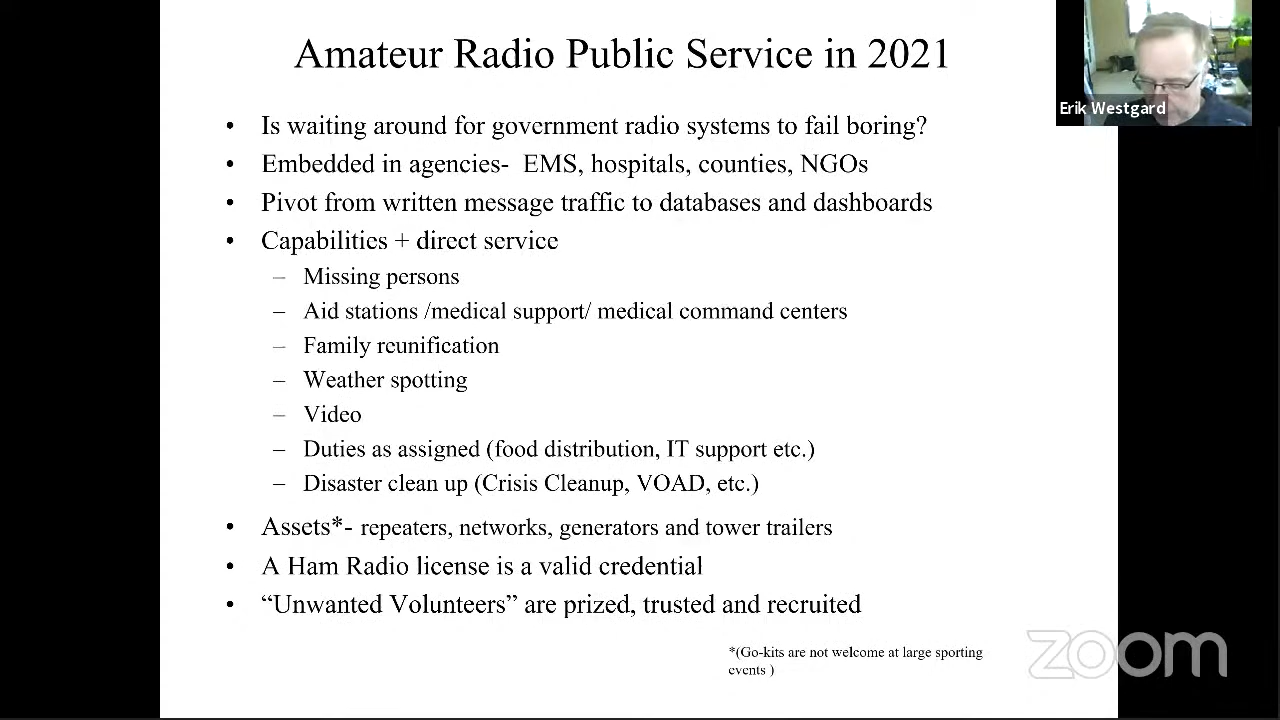 Amateur Radio Public Service in 2021
Erik Westgard
• Is waiting around for government radio systems to fail boring?
• Embedded in agencies-  EMS, hospitals, counties, NGOs
• Pivot from written message traffic to databases and dashboards
• Capabilities + direct service
– Missing persons
– Aid stations /medical support/ medical command centers
– Family reunification
– Weather spotting
– Video
– Duties as assigned (food distribution, IT support etc.)
– Disaster clean up (Crisis Cleanup, VOAD, etc.)
• Assets*- repeaters, networks, generators and tower trailers
• A Ham Radio license is a valid credential
• “Unwanted Volunteers” are prized, trusted and recruited
*(Go-kits are not welcome at large sporting
events )
zoom